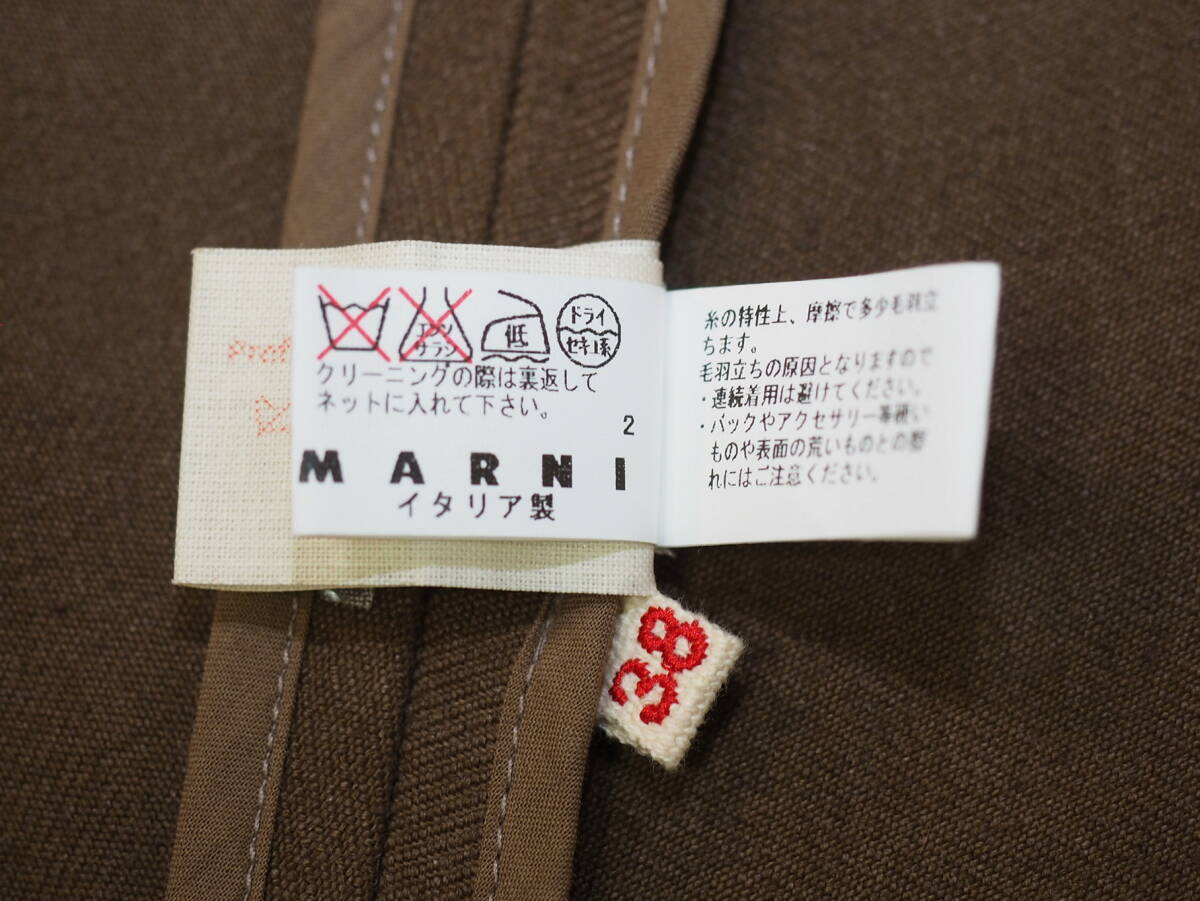 エンソ
サラシ
低
ドライ
セキユ系
クリーニングの際は裏返して
ネットに入れて下さい。
2
MARNI
イタリア製
糸の特性上、摩擦で多少毛羽立
ちます。
毛羽立ちの原因となりますので
・連続着用は避けてください。
・バックやアクセサリー等硬い
ものや表面の荒いものとの擦
れにはご注意ください。
38